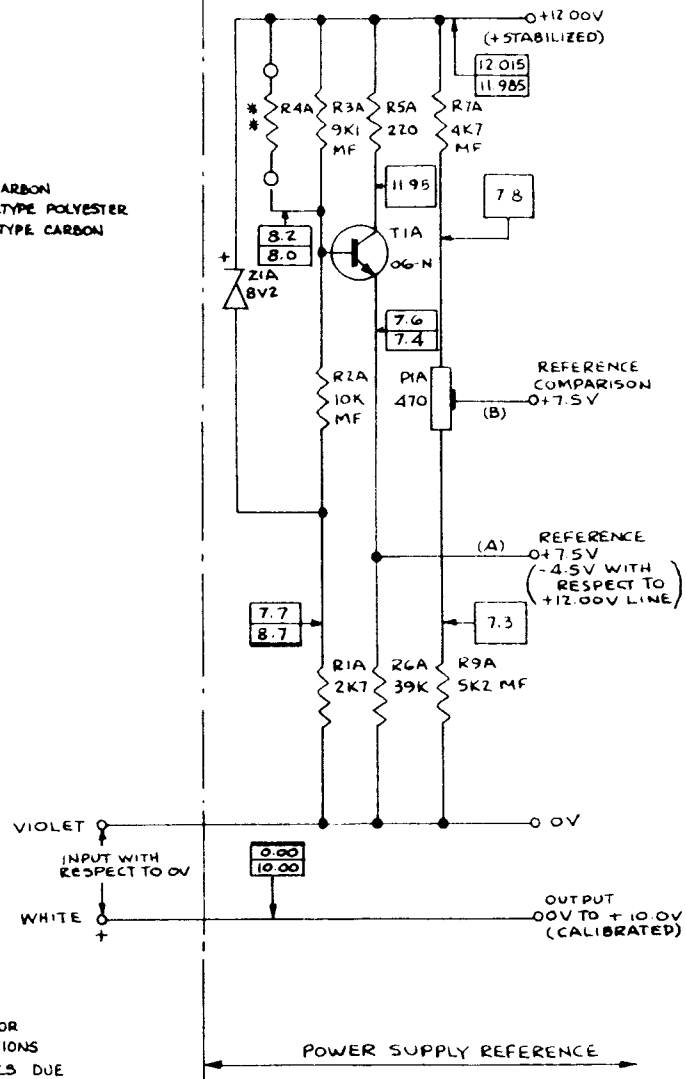 +12.00V
(+STABILIZED)
12.015
11.985
**
R4A
R3A
9K1
MF
R5A
220
R7A
4K7
MF
ARBON
TYPE POLYESTER
TYPE CARBON
11.95
7.8
8.2
8.0
T1A
06-N
+
Z1A
8V2
7.6
7.4
R2A
10K
MF
P1A
470
REFERENCE
COMPARISON
+7.5V
(B)
(A)
REFERENCE
+7.5V
(-4.5V WITH
RESPECT TO
+12.00V LINE)
7.7
8.7
7.3
R1A
2K7
R6A
39K
R9A
5K2 MF
VIOLET
0V
INPUT WITH
RESPECT TO 0V
0.00
10.00
WHITE
+
OUTPUT
0V TO +10.0V
(CALIBRATED)
OR
IONS
ES DUE
POWER SUPPLY REFERENCE